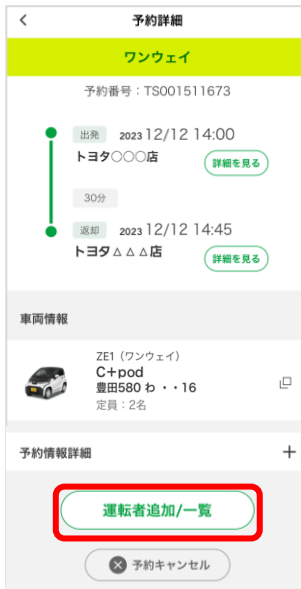 予約詳細
ワンウェイ
予約番号：TS001511673
出発 2023 12/12 14:00
トヨタ○○○店
詳細を見る
30分
返却 2023 12/12 14:45
トヨタ△△△店
詳細を見る
車両情報
ZE1（ワンウェイ）
C+pod
豊田580 わ ・・16
定員：2名
予約情報詳細
運転者追加/一覧
予約キャンセル